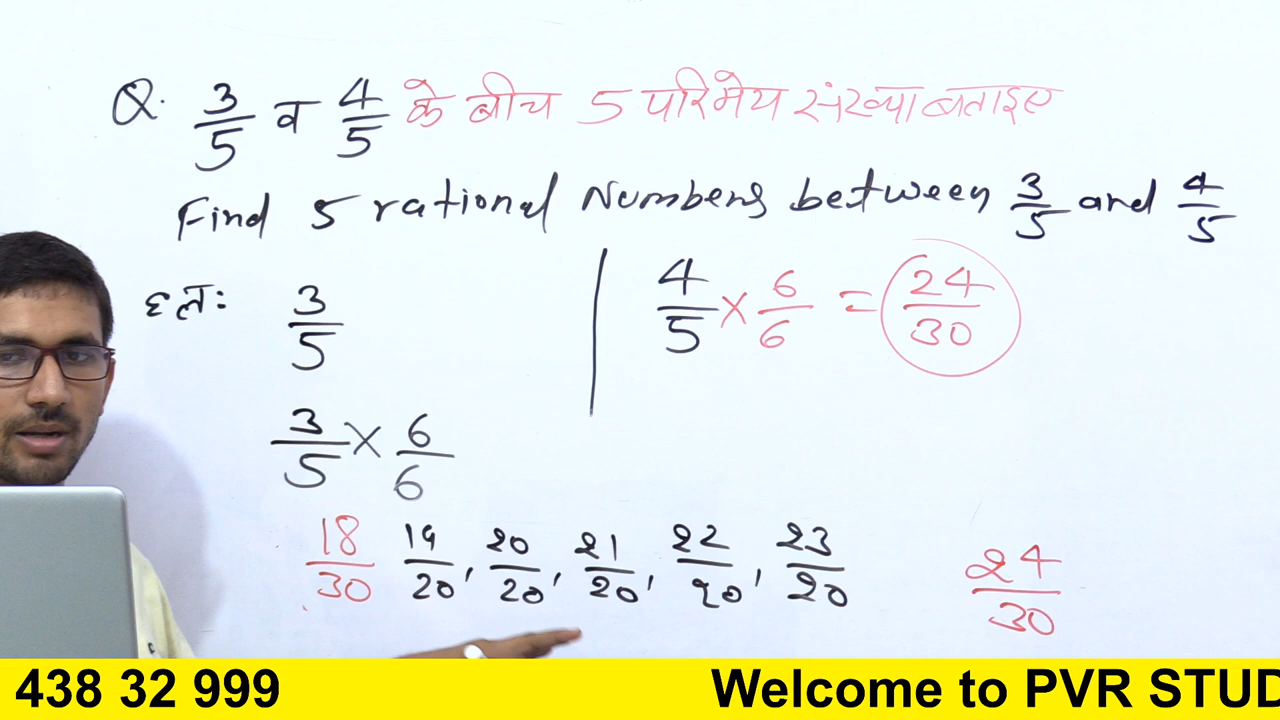 Q. 3/5 व 4/5 के बीच 5 परिमेय संख्या बताइए
Find 5 rational Numbers between 3/5 and 4/5
हल: 3/5
4/5 × 6/6 = 24/30
3/5 × 6/6
18/30 19/20, 20/20, 21/20, 22/20, 23/20 24/30
438 32 999 Welcome to PVR STUD